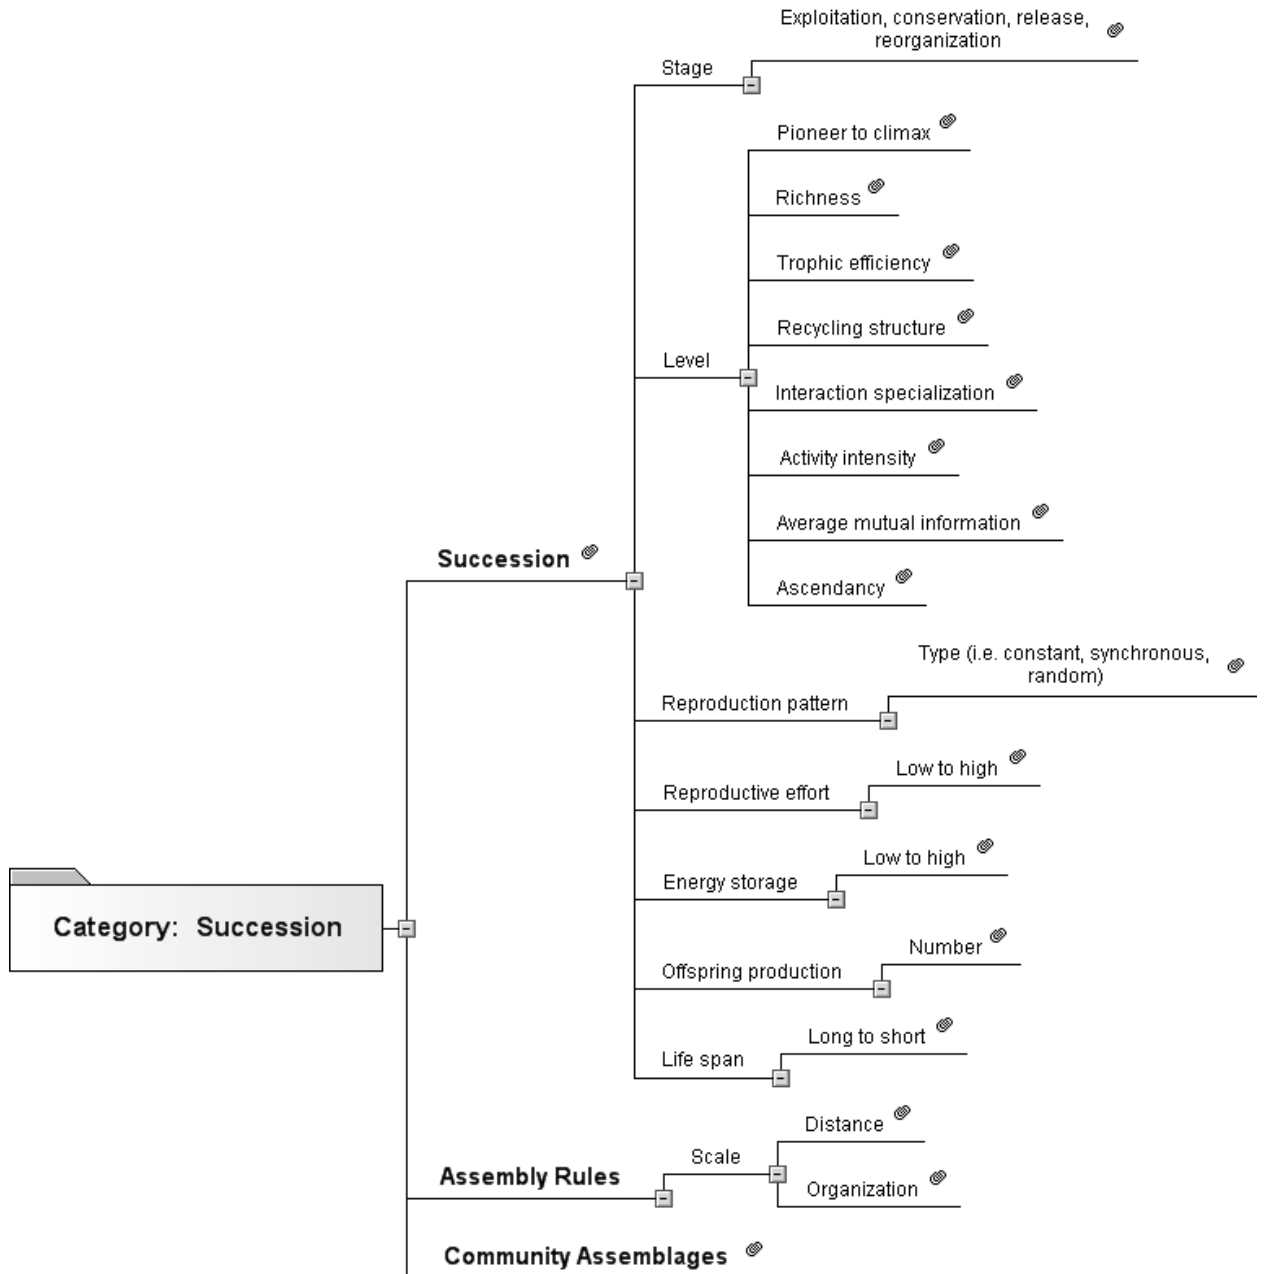 Exploitation, conservation, release,
reorganization
Stage
Pioneer to climax
Richness
Trophic efficiency
Recycling structure
Level
Interaction specialization
Activity intensity
Average mutual information
Succession
Ascendancy
Type (i.e. constant, synchronous,
random)
Reproduction pattern
Low to high
Reproductive effort
Low to high
Energy storage
Category: Succession
Number
Offspring production
Long to short
Life span
Distance
Scale
Assembly Rules
Organization
Community Assemblages